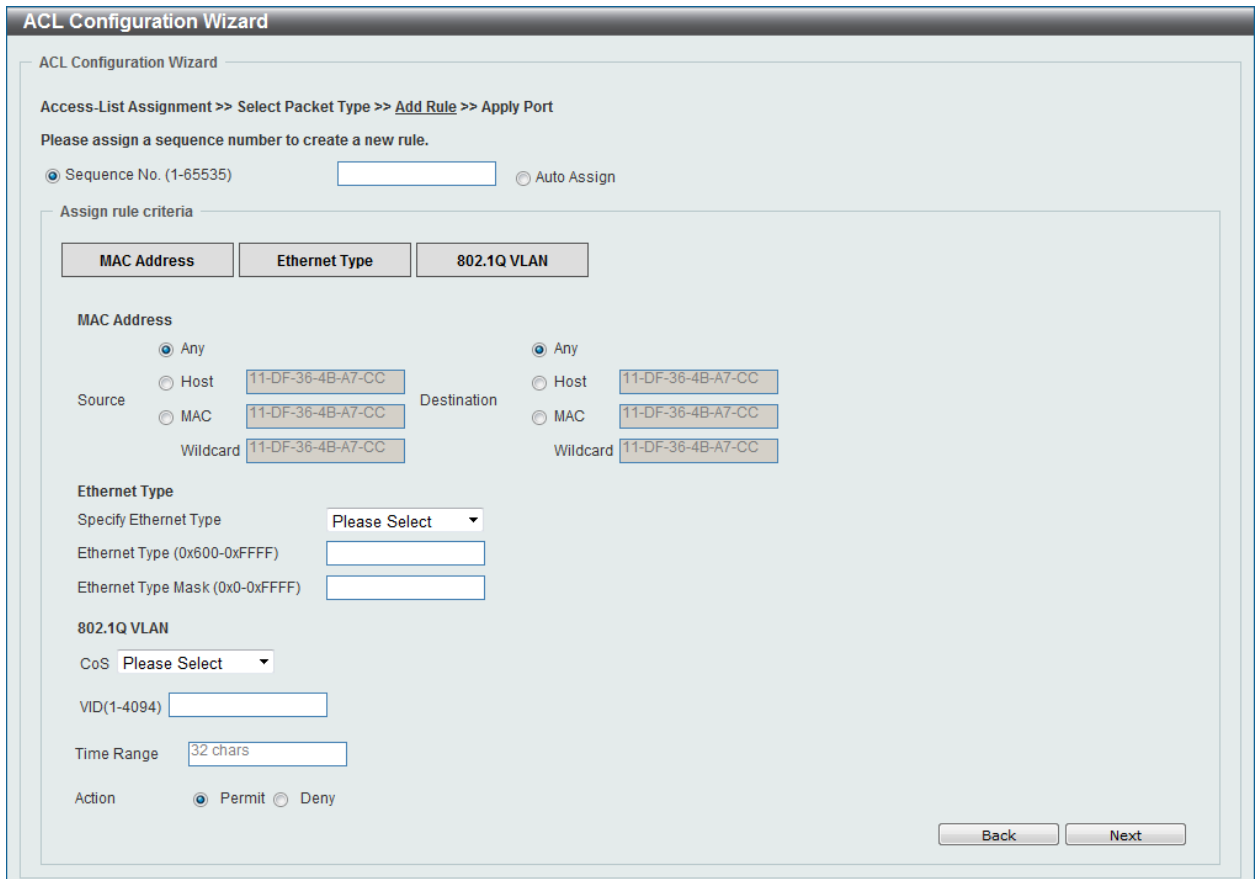 ACL Configuration Wizard
ACL Configuration Wizard
Access-List Assignment >> Select Packet Type >> Add Rule >> Apply Port
Please assign a sequence number to create a new rule.
Sequence No. (1-65535) Auto Assign
Assign rule criteria
MAC Address Ethernet Type 802.1Q VLAN
MAC Address
Any Any
Host 11-DF-36-4B-A7-CC Host 11-DF-36-4B-A7-CC
Source Destination
MAC 11-DF-36-4B-A7-CC MAC 11-DF-36-4B-A7-CC
Wildcard 11-DF-36-4B-A7-CC Wildcard 11-DF-36-4B-A7-CC
Ethernet Type
Specify Ethernet Type Please Select
Ethernet Type (0x600-0xFFFF)
Ethernet Type Mask (0x0-0xFFFF)
802.1Q VLAN
CoS Please Select
VID(1-4094)
Time Range 32 chars
Action Permit Deny
Back Next